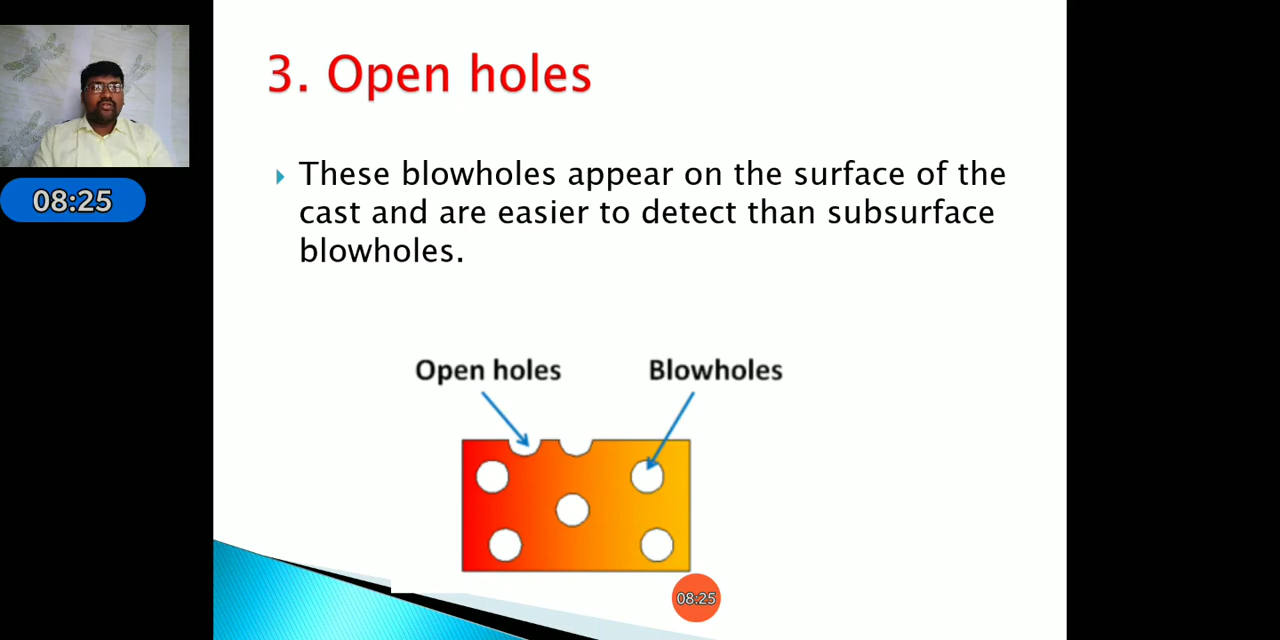 3. Open holes
08:25
These blowholes appear on the surface of the
cast and are easier to detect than subsurface
blowholes.
Open holes
Blowholes
08:25